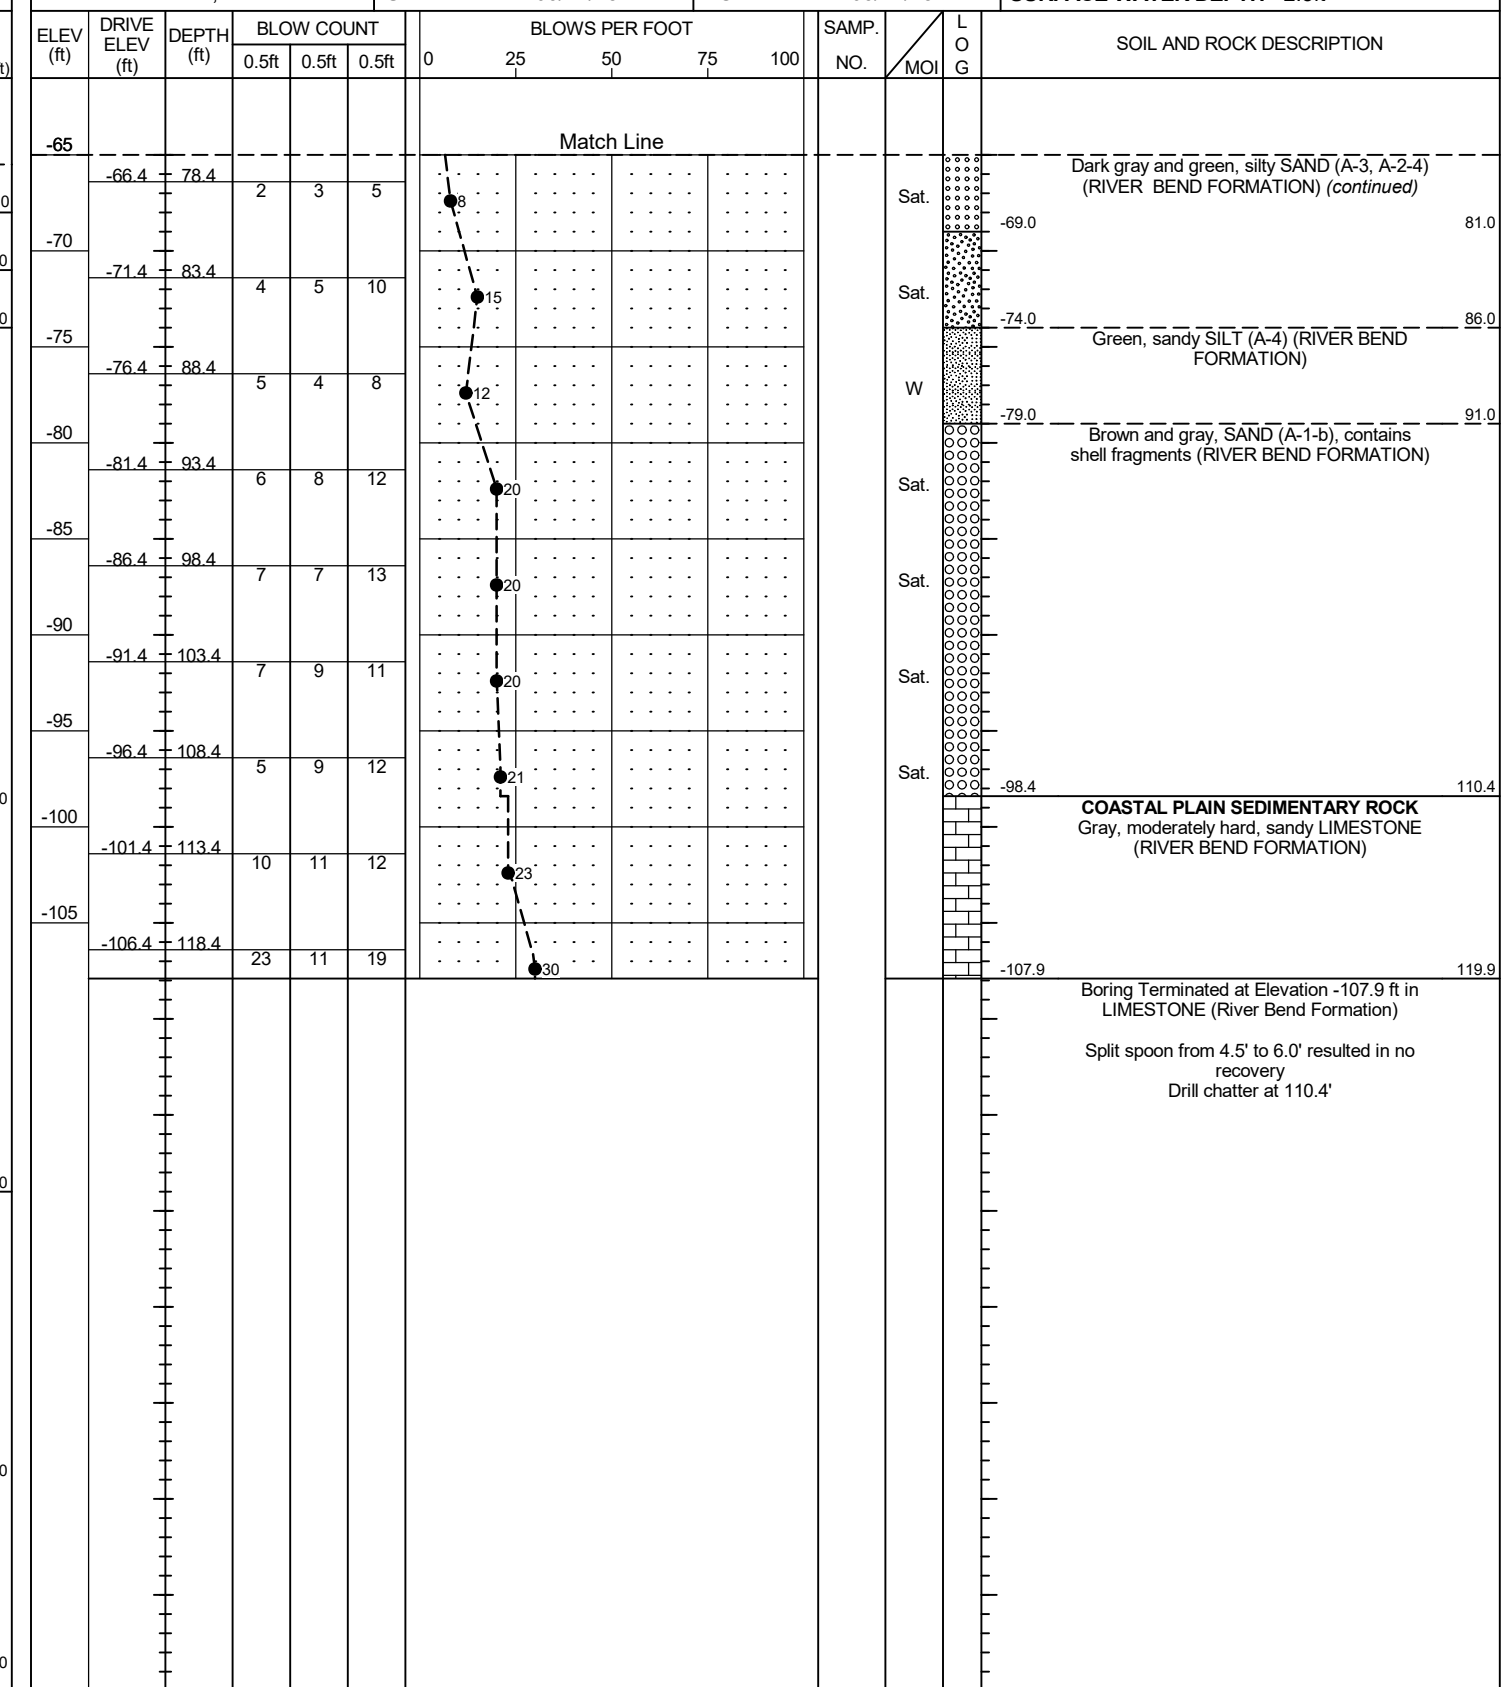 ELEV (ft) DRIVE ELEV (ft) DEPTH (ft) BLOW COUNT BLOWS PER FOOT SAMP. NO. MOI L O G SOIL AND ROCK DESCRIPTION
0.5ft 0.5ft 0.5ft 0 25 50 75 100
-65 Match Line
Dark gray and green, silty SAND (A-3, A-2-4)
(RIVER BEND FORMATION) (continued)
-66.4 78.4 2 3 5 8 Sat.
-69.0 81.0
-70
-71.4 83.4 4 5 10 15 Sat.
-74.0 86.0
-75
Green, sandy SILT (A-4) (RIVER BEND
FORMATION)
-76.4 88.4 5 4 8 12 W
-79.0 91.0
-80
Brown and gray, SAND (A-1-b), contains
shell fragments (RIVER BEND FORMATION)
-81.4 93.4 6 8 12 20 Sat.
-85
-86.4 98.4 7 7 13 20 Sat.
-90
-91.4 103.4 7 9 11 20 Sat.
-95
-96.4 108.4 5 9 12 21 Sat.
-98.4 110.4
COASTAL PLAIN SEDIMENTARY ROCK
-100
Gray, moderately hard, sandy LIMESTONE
(RIVER BEND FORMATION)
-101.4 113.4 10 11 12 23
-105
-106.4 118.4 23 11 19 30
-107.9 119.9
Boring Terminated at Elevation -107.9 ft in
LIMESTONE (River Bend Formation)
Split spoon from 4.5' to 6.0' resulted in no
recovery
Drill chatter at 110.4'